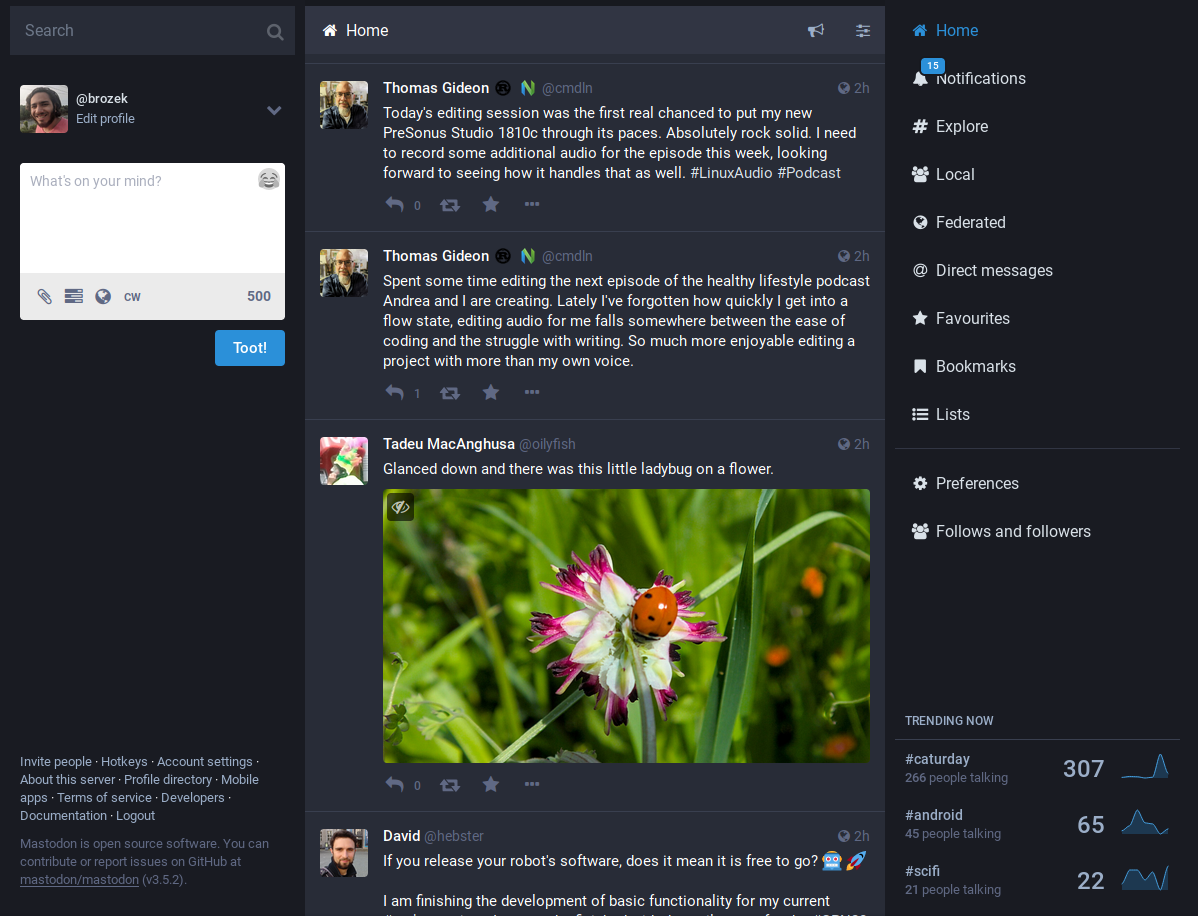 Search
@brozek
Edit profile
What's on your mind?
CW
500
Toot!
Invite people · Hotkeys · Account settings ·
About this server · Profile directory · Mobile
apps · Terms of service · Developers ·
Documentation · Logout
Mastodon is open source software. You can
contribute or report issues on GitHub at
mastodon/mastodon (v3.5.2).
Home
Thomas Gideon @cmdln 2h
Today's editing session was the first real chanced to put my new
PreSonus Studio 1810c through its paces. Absolutely rock solid. I need
to record some additional audio for the episode this week, looking
forward to seeing how it handles that as well. #LinuxAudio #Podcast
0
Thomas Gideon @cmdln 2h
Spent some time editing the next episode of the healthy lifestyle podcast
Andrea and I are creating. Lately I've forgotten how quickly I get into a
flow state, editing audio for me falls somewhere between the ease of
coding and the struggle with writing. So much more enjoyable editing a
project with more than my own voice.
1
Tadeu MacAnghusa @oilyfish 2h
Glanced down and there was this little ladybug on a flower.
0
David @hebster 2h
If you release your robot's software, does it mean it is free to go? 🤖 🚀
I am finishing the development of basic functionality for my current
Home
15
Notifications
Explore
Local
Federated
Direct messages
Favourites
Bookmarks
Lists
Preferences
Follows and followers
TRENDING NOW
#caturday
266 people talking
307
#android
45 people talking
65
#scifi
21 people talking
22